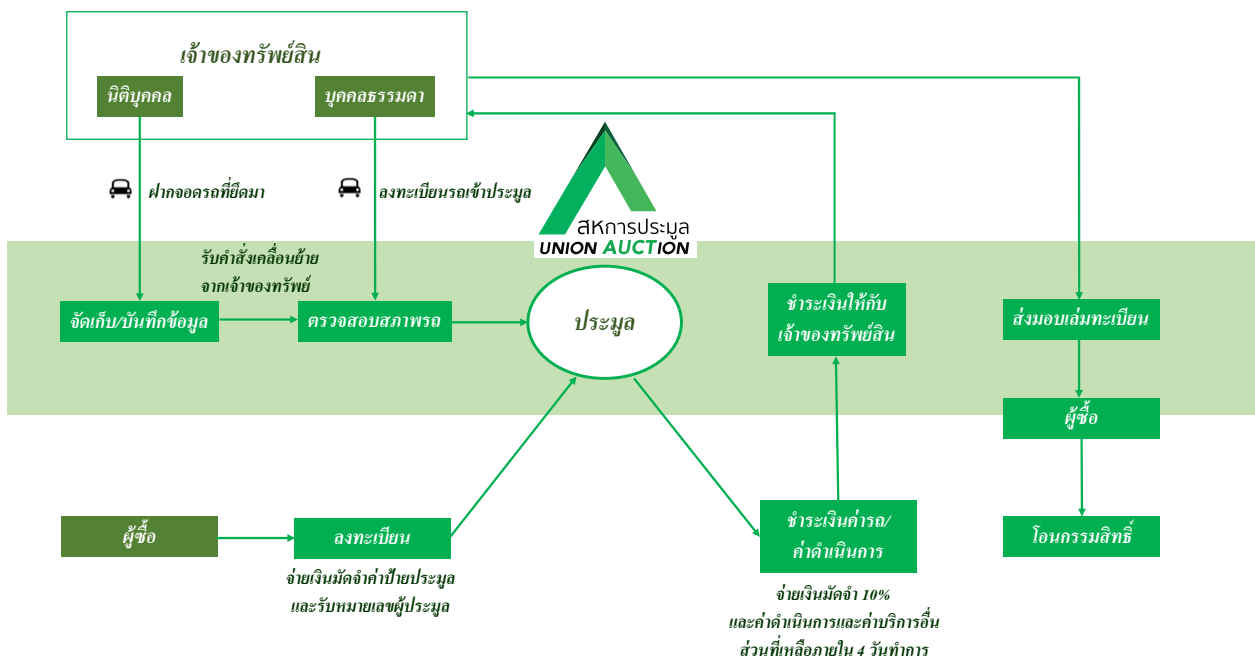 เจ้าของทรัพย์สิน
นิติบุคคล
บุคคลธรรมดา
ฝากจอดรถที่ยึดมา
ลงทะเบียนรถเข้าประมูล
สหการประมูล
UNION AUCTION
รับคำสั่งเคลื่อนย้าย
จากเจ้าของทรัพย์
จัดเก็บ/บันทึกข้อมูล
ตรวจสอบสภาพรถ
ประมูล
ชำระเงินให้กับ
เจ้าของทรัพย์สิน
ส่งมอบเล่มทะเบียน
ผู้ซื้อ
ผู้ซื้อ
ลงทะเบียน
จ่ายเงินมัดจำค่าป้ายประมูล
และรับหมายเลขผู้ประมูล
ชำระเงินค่ารถ/
ค่าดำเนินการ
จ่ายเงินมัดจำ 10%
และค่าดำเนินการและค่าบริการอื่น
ส่วนที่เหลือภายใน 4 วันทำการ
โอนกรรมสิทธิ์